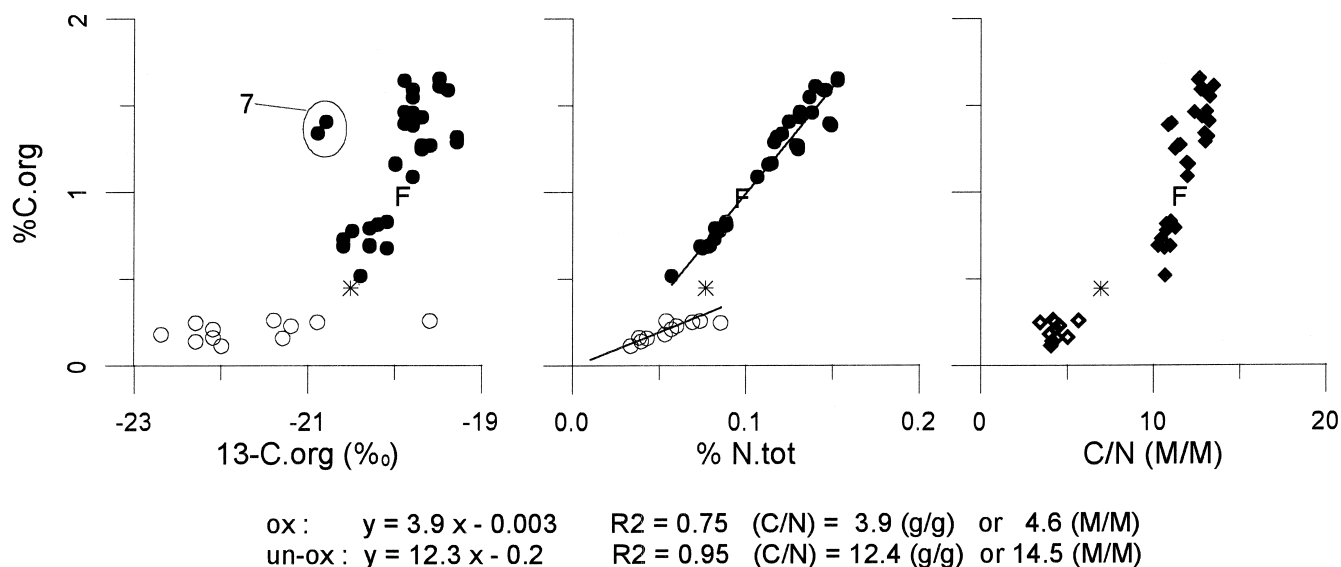 %C.org
2
1
0
7
F
-23 -21 -19
13-C.org (‰)
F
0.0 0.1 0.2
% N.tot
F
0 10 20
C/N (M/M)
ox : y = 3.9 x - 0.003 R2 = 0.75 (C/N) = 3.9 (g/g) or 4.6 (M/M)
un-ox : y = 12.3 x - 0.2 R2 = 0.95 (C/N) = 12.4 (g/g) or 14.5 (M/M)